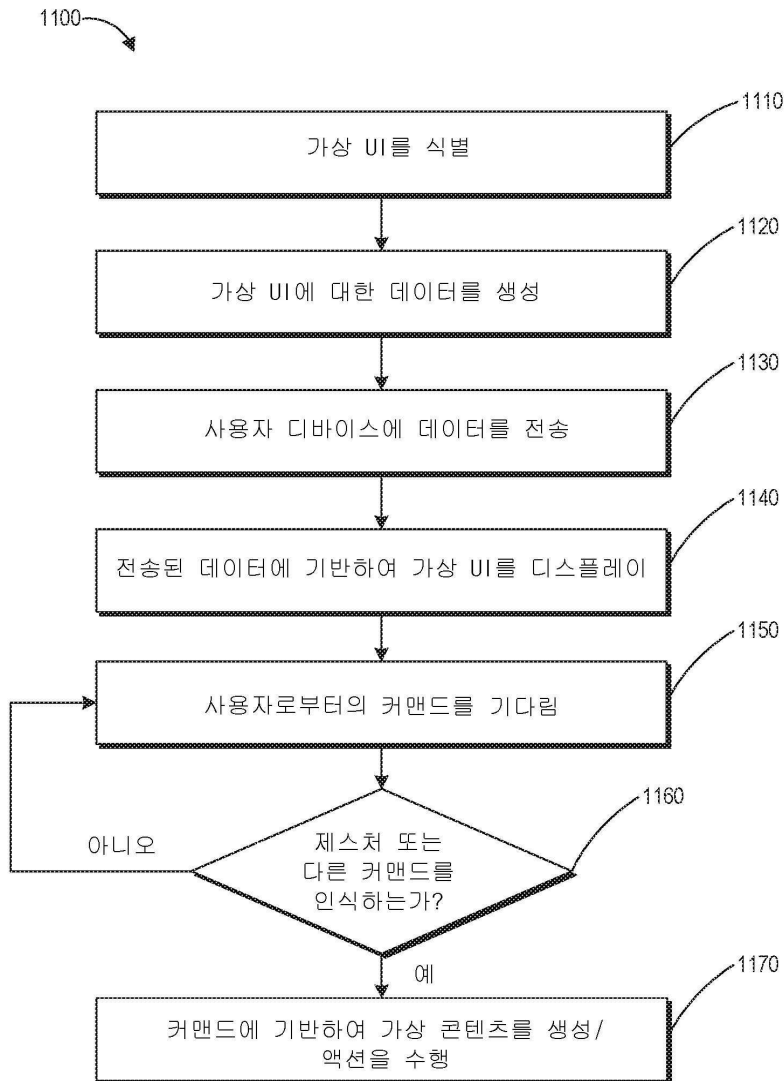 1100
1110
가상 UI를 식별
1120
가상 UI에 대한 데이터를 생성
1130
사용자 디바이스에 데이터를 전송
1140
전송된 데이터에 기반하여 가상 UI를 디스플레이
1150
사용자로부터의 커맨드를 기다림
1160
제스처 또는
다른 커맨드를
인식하는가?
아니오
예
1170
커맨드에 기반하여 가상 콘텐츠를 생성/
액션을 수행